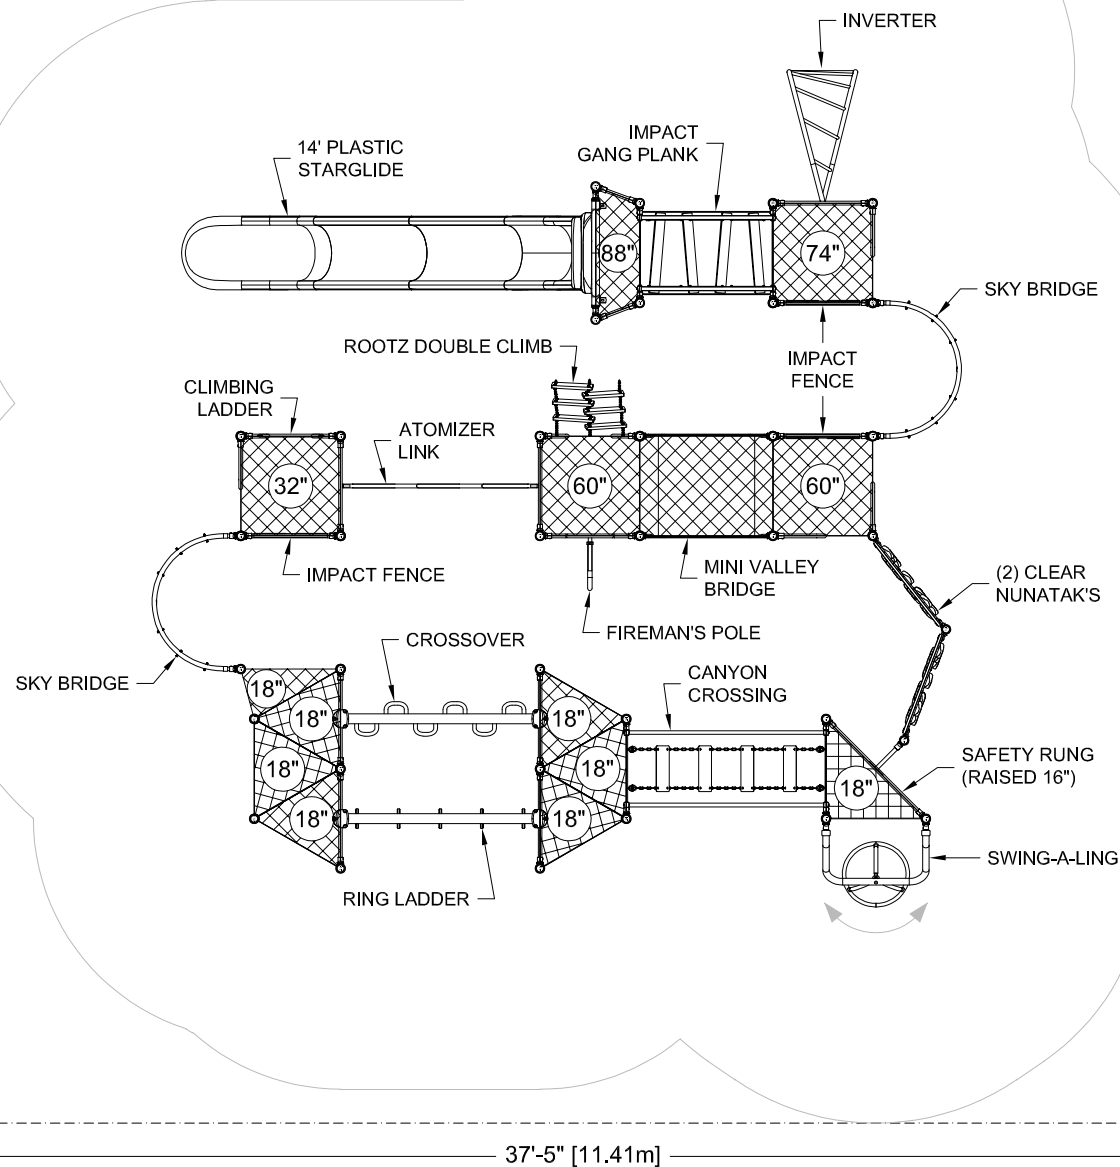 INVERTER
14' PLASTIC
STARGLIDE
IMPACT
GANG PLANK
88"
74"
SKY BRIDGE
ROOTZ DOUBLE CLIMB
IMPACT
FENCE
CLIMBING
LADDER
ATOMIZER
LINK
32"
60"
60"
IMPACT FENCE
MINI VALLEY
BRIDGE
(2) CLEAR
NUNATAK'S
FIREMAN'S POLE
CROSSOVER
SKY BRIDGE
CANYON
CROSSING
18"
18"
18"
18"
18"
18"
18"
18"
SAFETY RUNG
(RAISED 16")
SWING-A-LING
RING LADDER
37'-5" [11.41m]